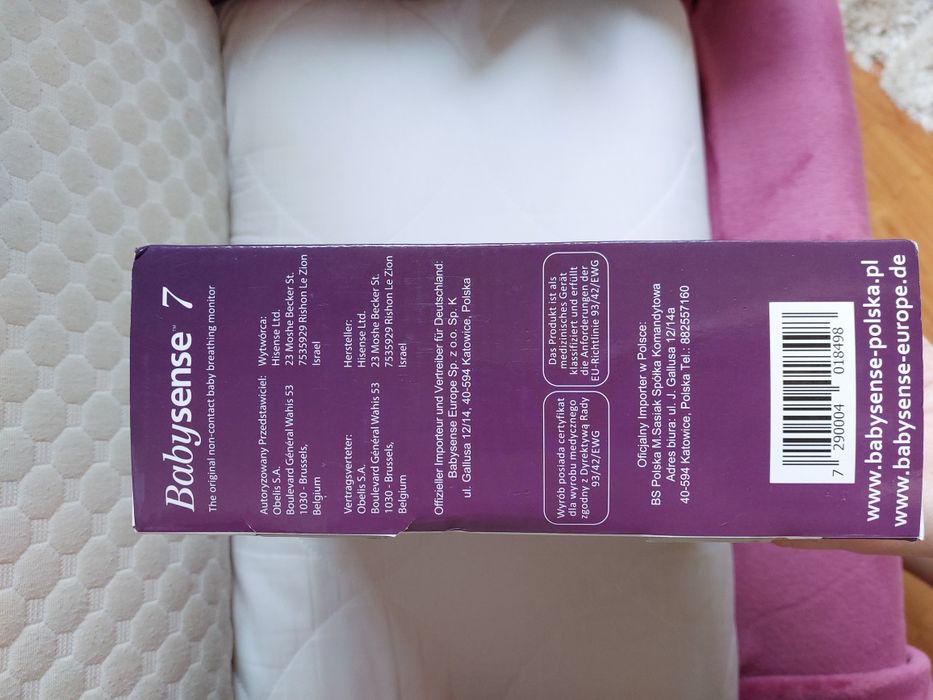 Babysense™ 7
The original non-contact baby breathing monitor
Autoryzowany Przedstawiciel:
Obelis S.A.
Boulevard Général Wahis 53
1030 - Brussels,
Belgium
Wytworca:
Hisense Ltd.
23 Moshe Becker St.
7535929 Rishon Le Zion
Israel
Vertragsverteter:
Obelis S.A.
Boulevard Général Wahis 53
1030 - Brussels,
Belgium
Hersteller:
Hisense Ltd.
23 Moshe Becker St.
7535929 Rishon Le Zion
Israel
Offizieller Importeur und Vertreiber für Deutschland:
Babysense Europe Sp. z o.o. Sp. K
ul. Gallusa 12/14, 40-594 Katowice, Polska
Wyrób posiada certyfikat
dla wyrobu medycznego
zgodny z Dyrektywą Rady
93/42/EWG
Das Produkt ist als
medizinisches Gerät
klassifiziert und erfüllt
die Anforderungen der
EU-Richtlinie 93/42/EWG
Oficjalny Importer w Polsce:
BS Polska M.Sasiak Spółka Komandytowa
Adres biura: ul. J. Gallusa 12/14a
40-594 Katowice, Polska Tel.: 882557160
7 290004 018498
www.babysense-polska.pl
www.babysense-europe.de